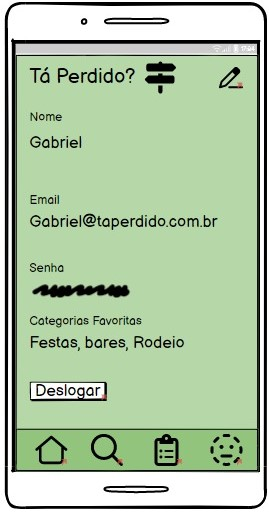 Tá Perdido?
Nome
Gabriel
Email
Gabriel@taperdido.com.br
Senha
Categorias Favoritas
Festas, bares, Rodeio
Deslogar